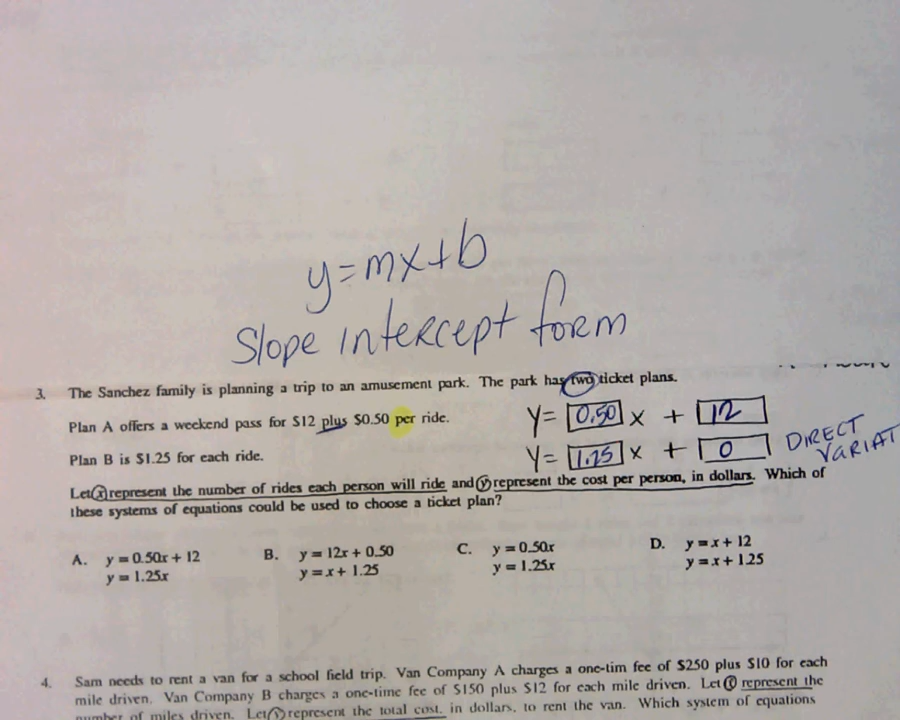 y=mx+b
Slope intercept form
3. The Sanchez family is planning a trip to an amusement park. The park has two ticket plans.
Plan A offers a weekend pass for $12 plus $0.50 per ride.
Y= 0.50 x + 12
Plan B is $1.25 for each ride.
Y= 1.25 x + 0 DIRECT
VARIAT
Let x represent the number of rides each person will ride and y represent the cost per person, in dollars. Which of
these systems of equations could be used to choose a ticket plan?
A. y = 0.50x + 12 B. y = 12x + 0.50 C. y = 0.50x D. y = x + 12
y = 1.25x y = x + 1.25 y = 1.25x y = x + 1.25
4. Sam needs to rent a van for a school field trip. Van Company A charges a one-tim fee of $250 plus $10 for each
mile driven. Van Company B charges a one-time fee of $150 plus $12 for each mile driven. Let x represent the
number of miles driven. Let y represent the total cost, in dollars, to rent the van. Which system of equations